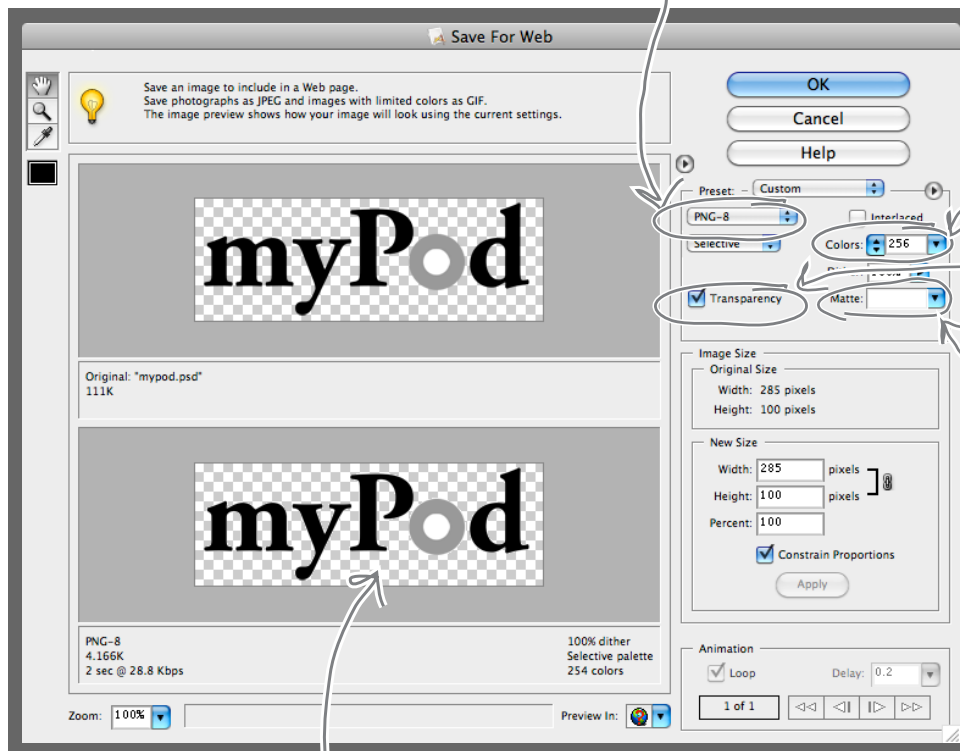 Save For Web
Save an image to include in a Web page.
Save photographs as JPEG and images with limited colors as GIF.
The image preview shows how your image will look using the current settings.
OK
Cancel
Help
Preset:
Custom
PNG-8
Interlaced
Selective
Colors: 256
100%
Transparency
Matte:
myPod
Original: "mypod.psd"
111K
Image Size
Original Size
Width: 285 pixels
Height: 100 pixels
New Size
Width: 285 pixels
Height: 100 pixels
Percent: 100
Constrain Proportions
Apply
myPod
PNG-8
4.166K
2 sec @ 28.8 Kbps
100% dither
Selective palette
254 colors
Animation
Loop
Delay: 0.2
1 of 1
Zoom: 100%
Preview In: